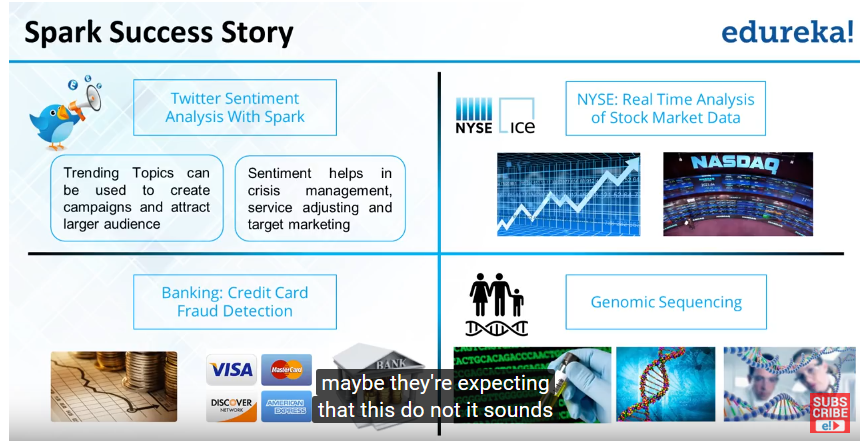 Spark Success Story
edureka!
Twitter Sentiment
Analysis With Spark
Trending Topics can
be used to create
campaigns and attract
larger audience
Sentiment helps in
crisis management,
service adjusting and
target marketing
NYSE
ice
NYSE: Real Time Analysis
of Stock Market Data
NASDAQ
Banking: Credit Card
Fraud Detection
VISA
MasterCard
DISCOVER
NETWORK
AMERICAN
EXPRESS
BANK
Genomic Sequencing
CACTGCACAGACCCAACT
maybe they're expecting
that this do not it sounds
SUBS
CRIBE
e!